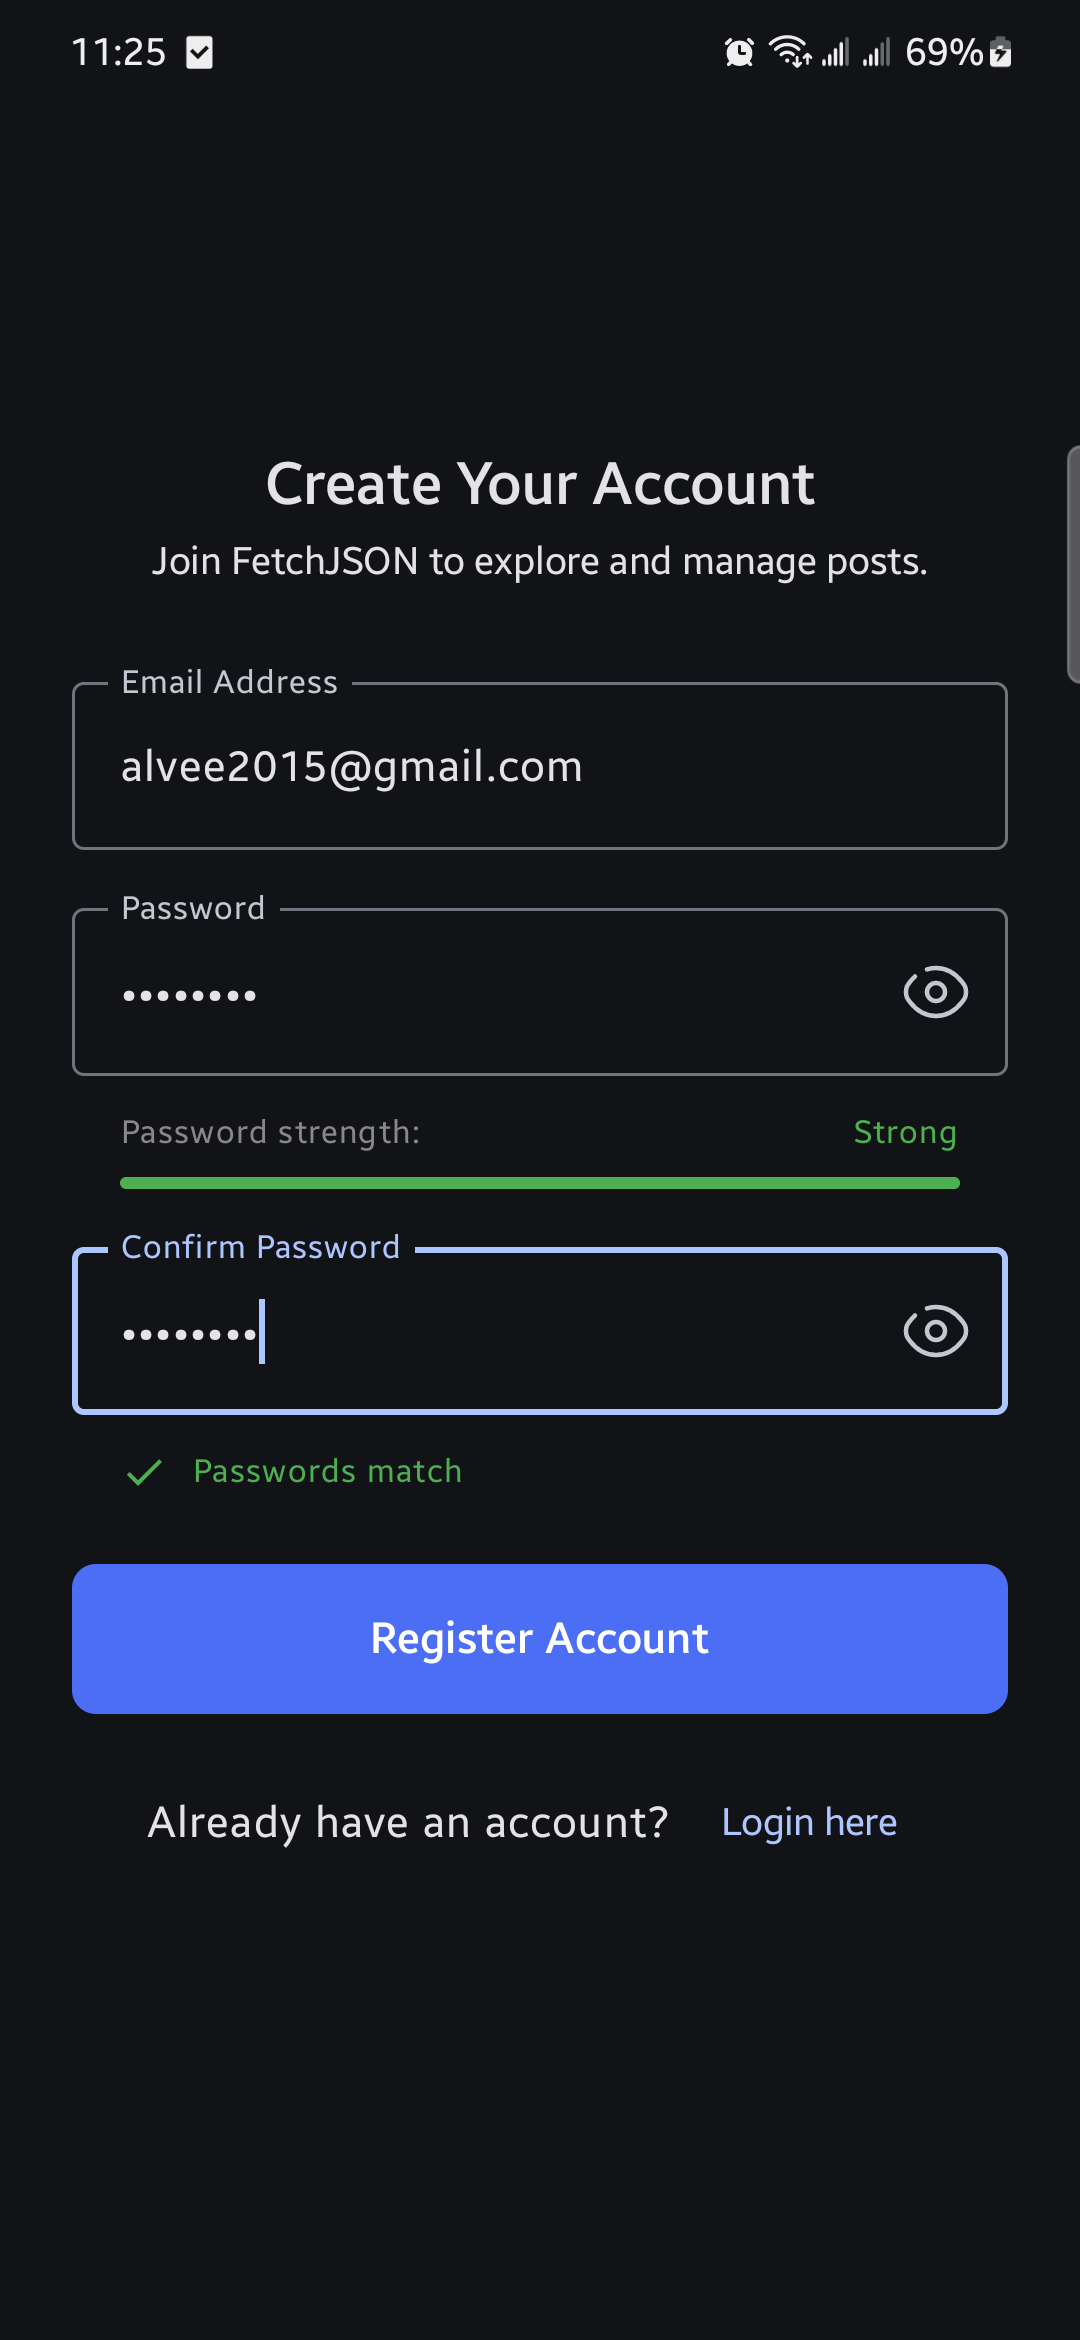 11:25 69%
Create Your Account
Join FetchJSON to explore and manage posts.
Email Address
alvee2015@gmail.com
Password
••••••••
Password strength: Strong
Confirm Password
••••••••
Passwords match
Register Account
Already have an account? Login here